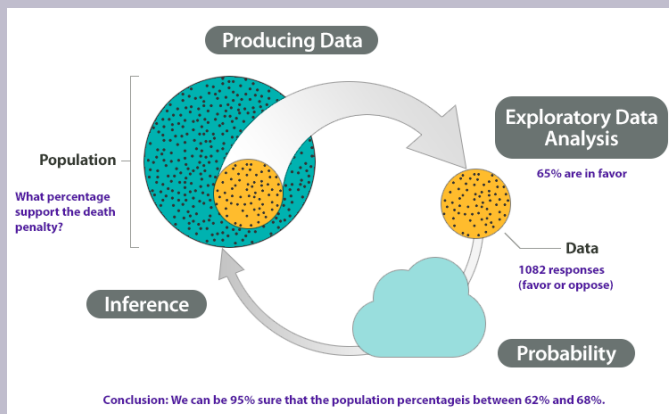 Producing Data
Exploratory Data
Analysis
65% are in favor
Population
What percentage
support the death
penalty?
Data
1082 responses
(favor or oppose)
Inference
Probability
Conclusion: We can be 95% sure that the population percentageis between 62% and 68%.